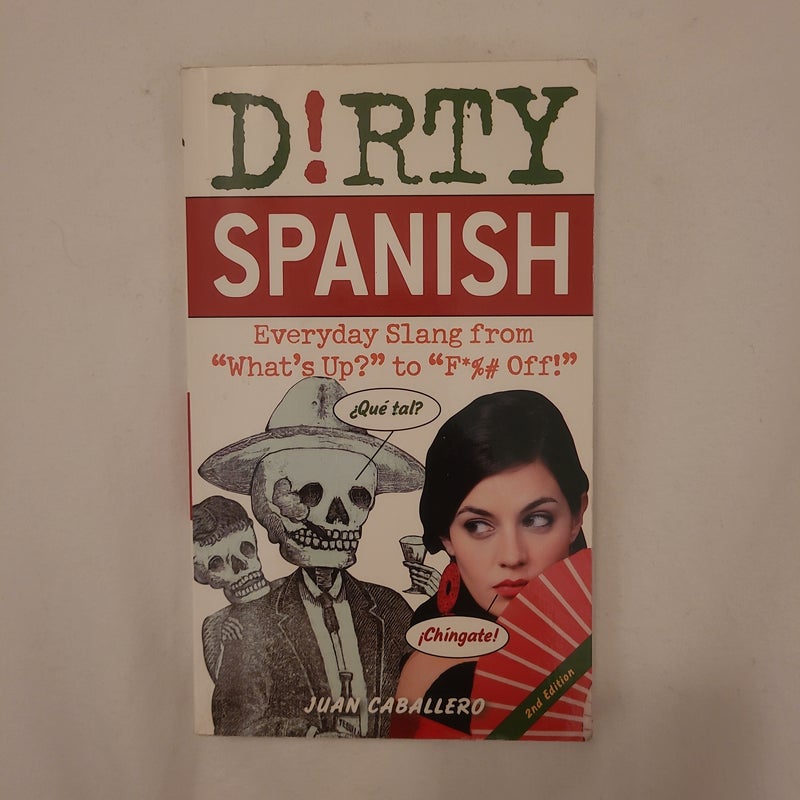 D!RTY
SPANISH
Everyday Slang from
“What’s Up?” to “F*%# Off!”
¿Qué tal?
¡Chíngate!
JUAN CABALLERO
2nd Edition